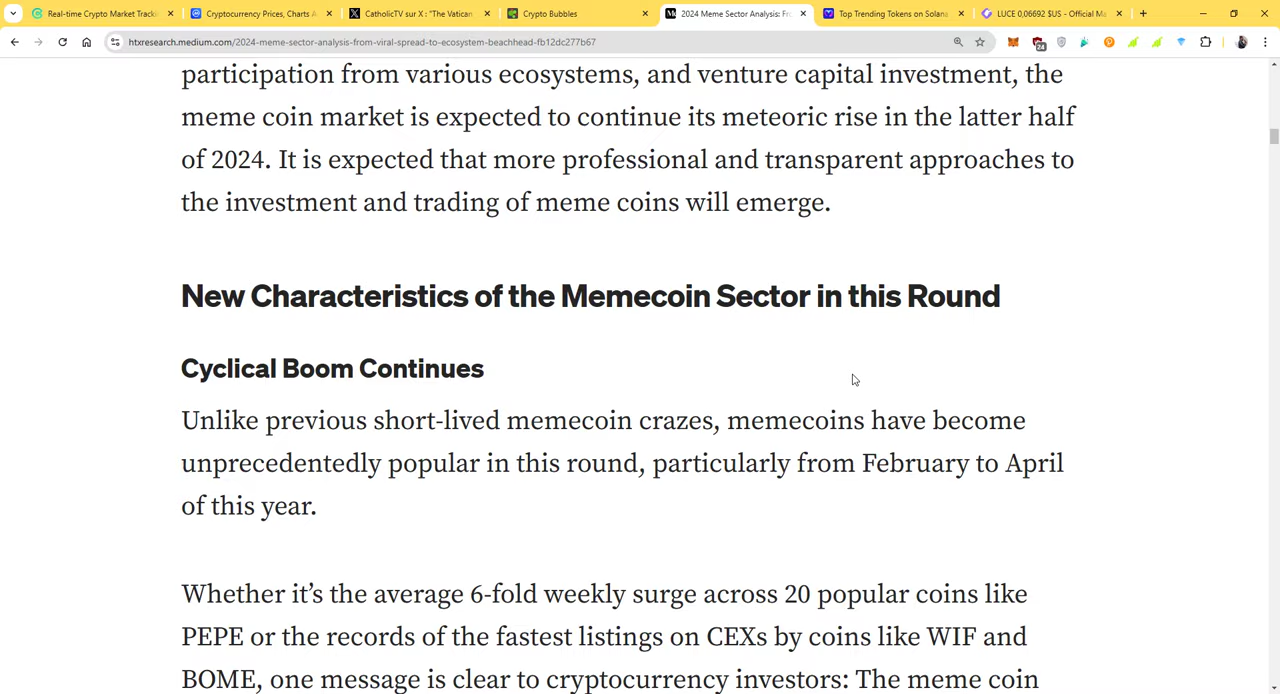 Real-time Crypto Market Tracki
Cryptocurrency Prices, Charts A
CatholicTV sur X : "The Vatican
Crypto Bubbles
2024 Meme Sector Analysis: Fr
Top Trending Tokens on Solana
LUCE 0,06692 $US - Official Ma
htxresearch.medium.com/2024-meme-sector-analysis-from-viral-spread-to-ecosystem-beachhead-fb12dc277b67
24
participation from various ecosystems, and venture capital investment, the
meme coin market is expected to continue its meteoric rise in the latter half
of 2024. It is expected that more professional and transparent approaches to
the investment and trading of meme coins will emerge.
New Characteristics of the Memecoin Sector in this Round
Cyclical Boom Continues
Unlike previous short-lived memecoin crazes, memecoins have become
unprecedentedly popular in this round, particularly from February to April
of this year.
Whether it’s the average 6-fold weekly surge across 20 popular coins like
PEPE or the records of the fastest listings on CEXs by coins like WIF and
BOME, one message is clear to cryptocurrency investors: The meme coin